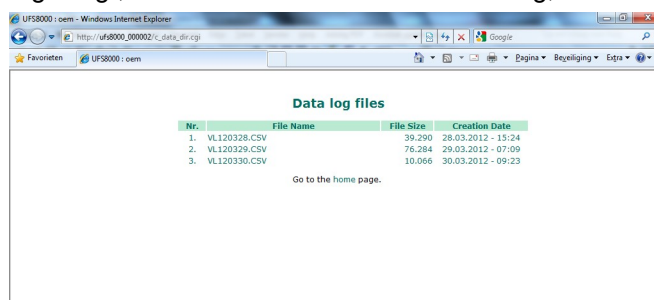 UFS8000 : oem - Windows Internet Explorer
http://ufs8000_000002/c_data_dir.cgi
Google
Favorieten
UFS8000 : oem
Pagina
Beveiliging
Extra
Data log files
Nr. File Name File Size Creation Date
1. VL120328.CSV 39.290 28.03.2012 - 15:24
2. VL120329.CSV 76.284 29.03.2012 - 07:09
3. VL120330.CSV 10.066 30.03.2012 - 09:23
Go to the home page.